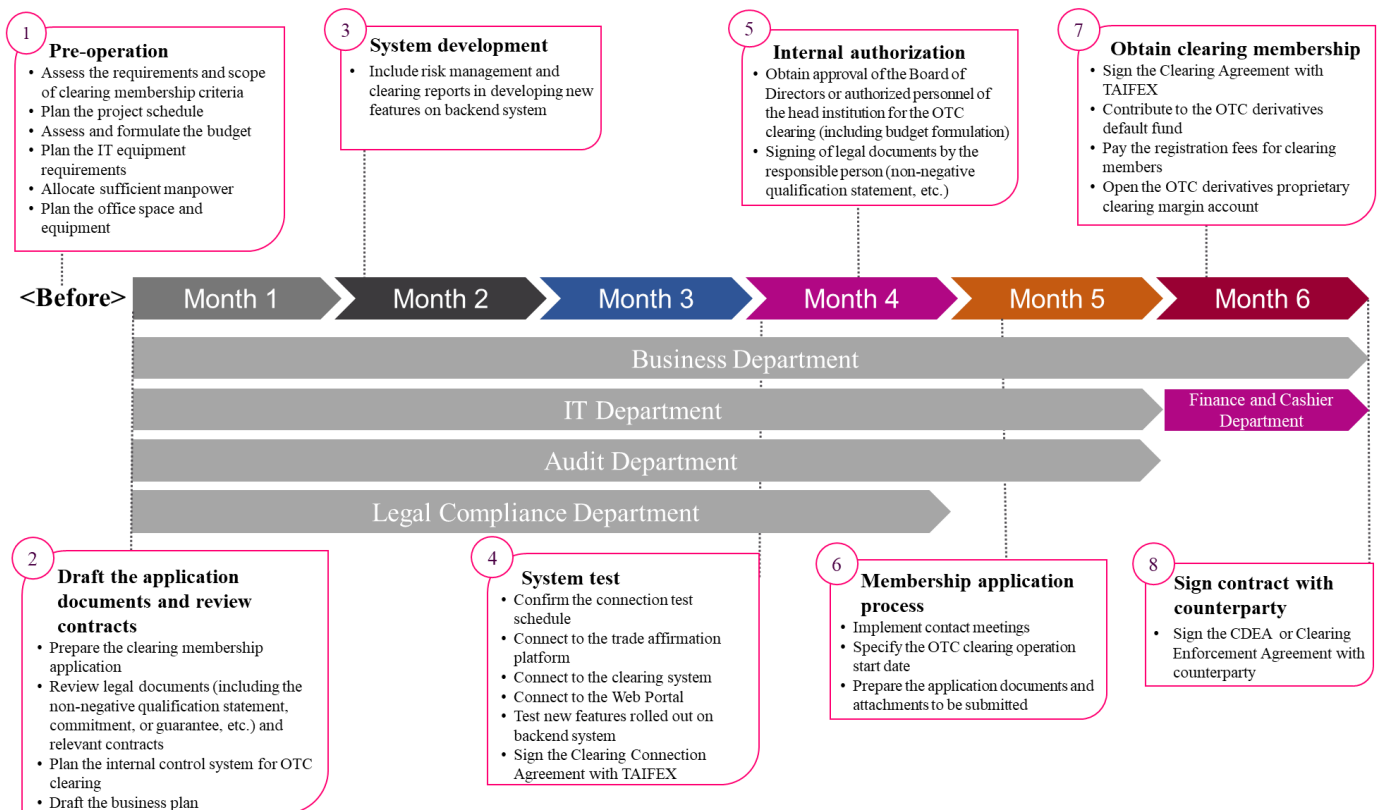 1
Pre-operation
• Assess the requirements and scope
of clearing membership criteria
• Plan the project schedule
• Assess and formulate the budget
• Plan the IT equipment
requirements
• Allocate sufficient manpower
• Plan the office space and
equipment
3
System development
• Include risk management and
clearing reports in developing new
features on backend system
5
Internal authorization
• Obtain approval of the Board of
Directors or authorized personnel of
the head institution for the OTC
clearing (including budget formulation)
• Signing of legal documents by the
responsible person (non-negative
qualification statement, etc.)
7
Obtain clearing membership
• Sign the Clearing Agreement with
TAIFEX
• Contribute to the OTC derivatives
default fund
• Pay the registration fees for clearing
members
• Open the OTC derivatives proprietary
clearing margin account
<Before>
Month 1
Month 2
Month 3
Month 4
Month 5
Month 6
Business Department
IT Department
Finance and Cashier
Department
Audit Department
Legal Compliance Department
2
Draft the application
documents and review
contracts
• Prepare the clearing membership
application
• Review legal documents (including the
non-negative qualification statement,
commitment, or guarantee, etc.) and
relevant contracts
• Plan the internal control system for OTC
clearing
• Draft the business plan
4
System test
• Confirm the connection test
schedule
• Connect to the trade affirmation
platform
• Connect to the clearing system
• Connect to the Web Portal
• Test new features rolled out on
backend system
• Sign the Clearing Connection
Agreement with TAIFEX
6
Membership application
process
• Implement contact meetings
• Specify the OTC clearing operation
start date
• Prepare the application documents and
attachments to be submitted
8
Sign contract with
counterparty
• Sign the CDEA or Clearing
Enforcement Agreement with
counterparty